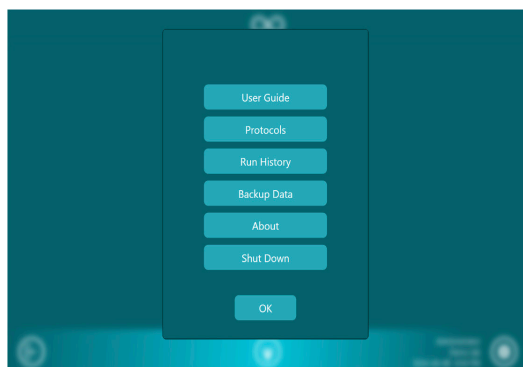 User Guide
Protocols
Run History
Backup Data
About
Shut Down
OK